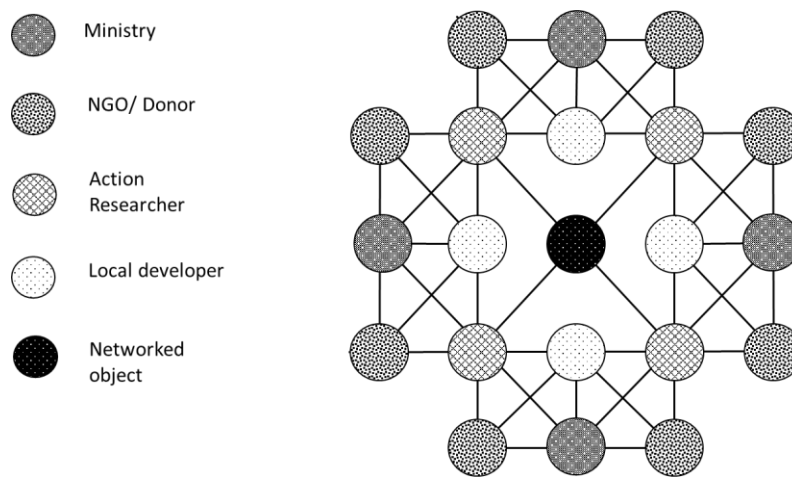 Ministry
NGO/ Donor
Action
Researcher
Local developer
Networked
object